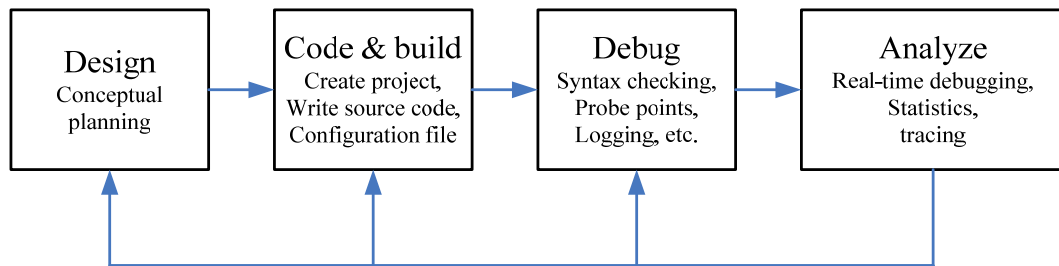 Design
Conceptual
planning
Code & build
Create project,
Write source code,
Configuration file
Debug
Syntax checking,
Probe points,
Logging, etc.
Analyze
Real-time debugging,
Statistics,
tracing